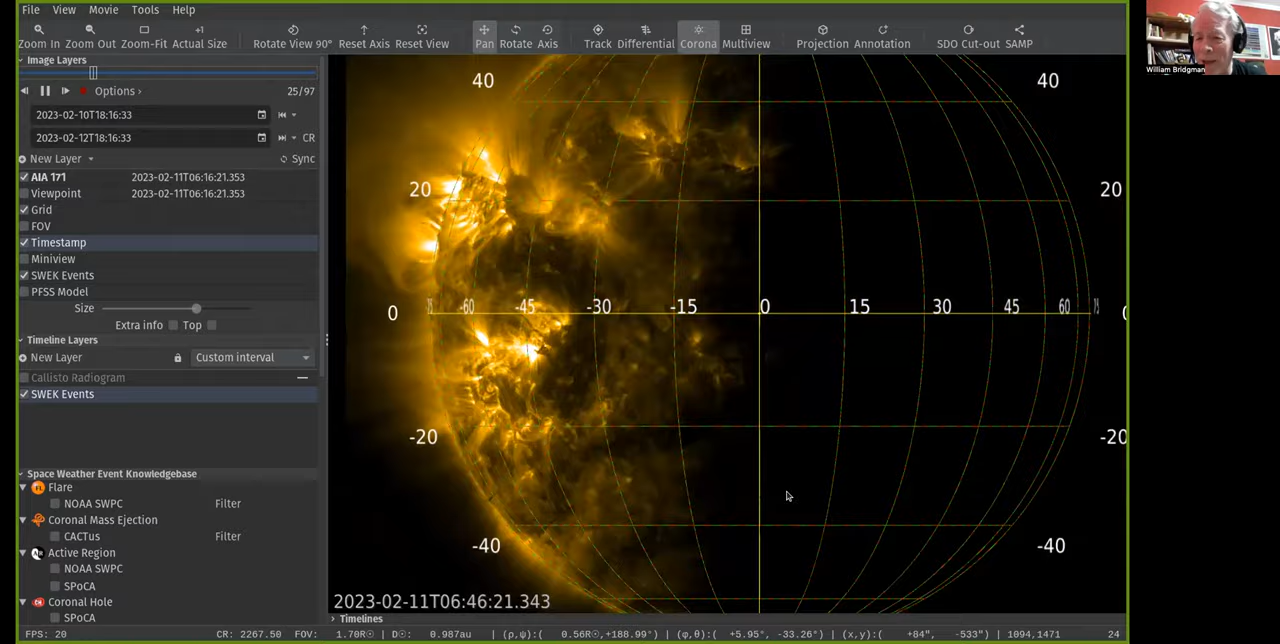 File View Movie Tools Help
Zoom In Zoom Out Zoom-Fit Actual Size Rotate View 90° Reset Axis Reset View Pan Rotate Axis Track Differential Corona Multiview Projection Annotation SDO Cut-out SAMP
William Bridgman
Image Layers
Options › 25/97
2023-02-10T18:16:33
2023-02-12T18:16:33 CR
New Layer Sync
AIA 171 2023-02-11T06:16:21.353
Viewpoint 2023-02-11T06:16:21.353
Grid
FOV
Timestamp
Miniview
SWEK Events
PFSS Model
Size
Extra info Top
Timeline Layers
New Layer Custom interval
Callisto Radiogram
SWEK Events
Space Weather Event Knowledgebase
Flare
NOAA SWPC Filter
Coronal Mass Ejection
CACTus Filter
Active Region
NOAA SWPC
SPoCA
Coronal Hole
SPoCA
40 40
20 20
0 -60 -45 -30 -15 0 15 30 45 60
-20 -20
-40 -40
2023-02-11T06:46:21.343
Timelines
FPS: 20 CR: 2267.50 FOV: 1.70R☉ | D☉: 0.987au | (ρ,ψ):( 0.56R☉,+188.99°) | (φ,θ):( +5.95°, -33.26°) | (x,y):( +84", -533") | 1094,1471 24